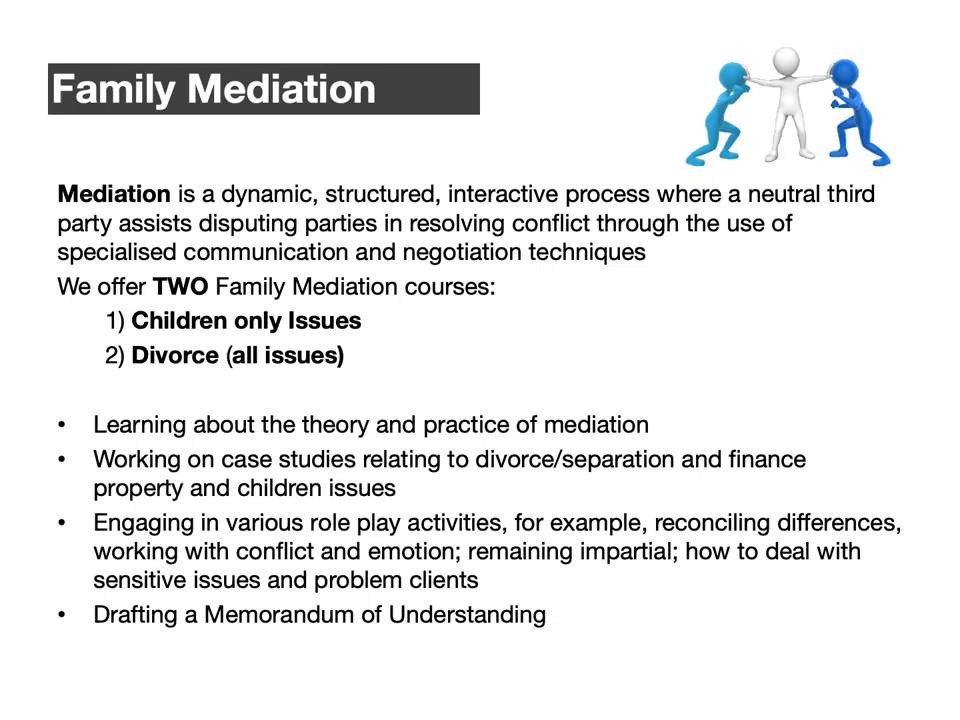 Family Mediation
Mediation is a dynamic, structured, interactive process where a neutral third
party assists disputing parties in resolving conflict through the use of
specialised communication and negotiation techniques
We offer TWO Family Mediation courses:
1) Children only Issues
2) Divorce (all issues)
• Learning about the theory and practice of mediation
• Working on case studies relating to divorce/separation and finance
property and children issues
• Engaging in various role play activities, for example, reconciling differences,
working with conflict and emotion; remaining impartial; how to deal with
sensitive issues and problem clients
• Drafting a Memorandum of Understanding